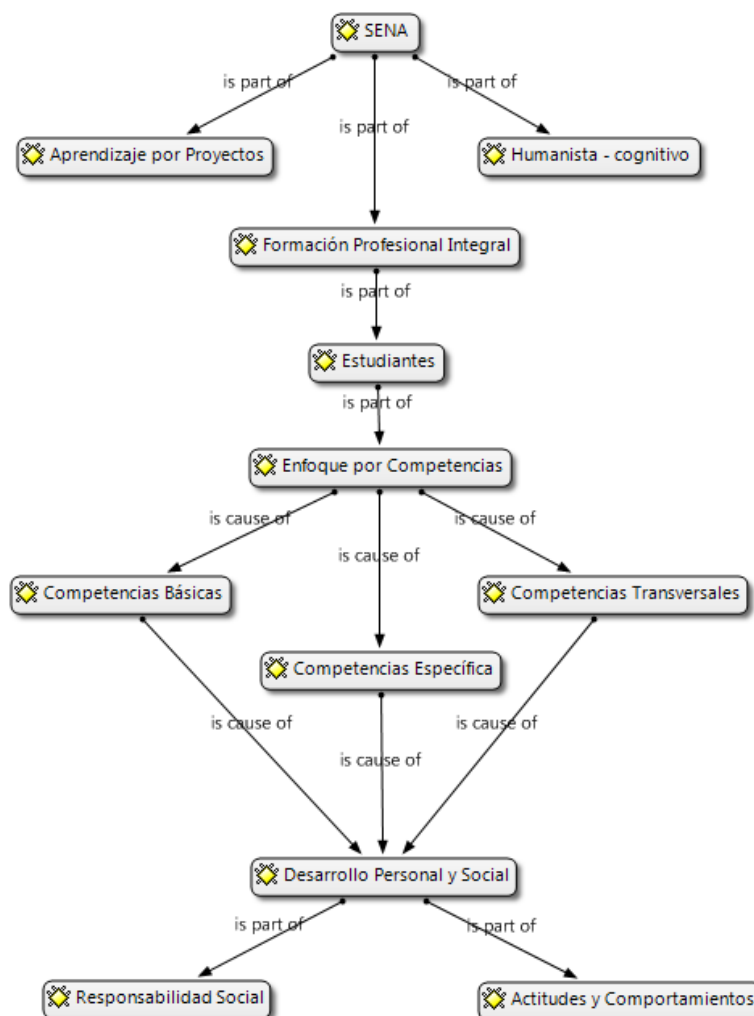 SENA
is part of
is part of
is part of
Aprendizaje por Proyectos
Humanista - cognitivo
Formación Profesional Integral
is part of
Estudiantes
is part of
Enfoque por Competencias
is cause of
is cause of
is cause of
Competencias Básicas
Competencias Transversales
Competencias Específica
is cause of
is cause of
is cause of
Desarrollo Personal y Social
is part of
is part of
Responsabilidad Social
Actitudes y Comportamientos